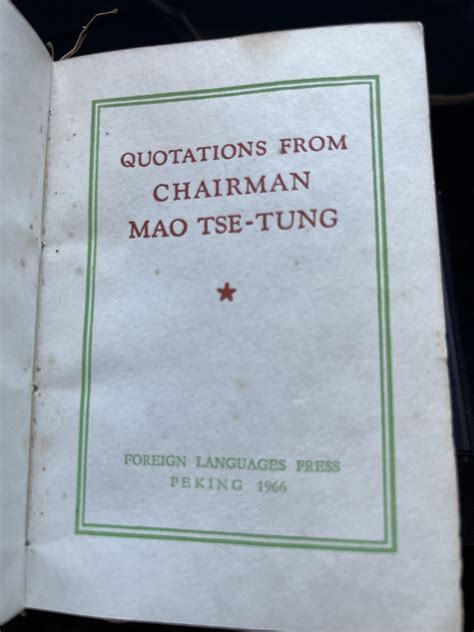 QUOTATIONS FROM
CHAIRMAN
MAO TSE-TUNG
FOREIGN LANGUAGES PRESS
PEKING 1966